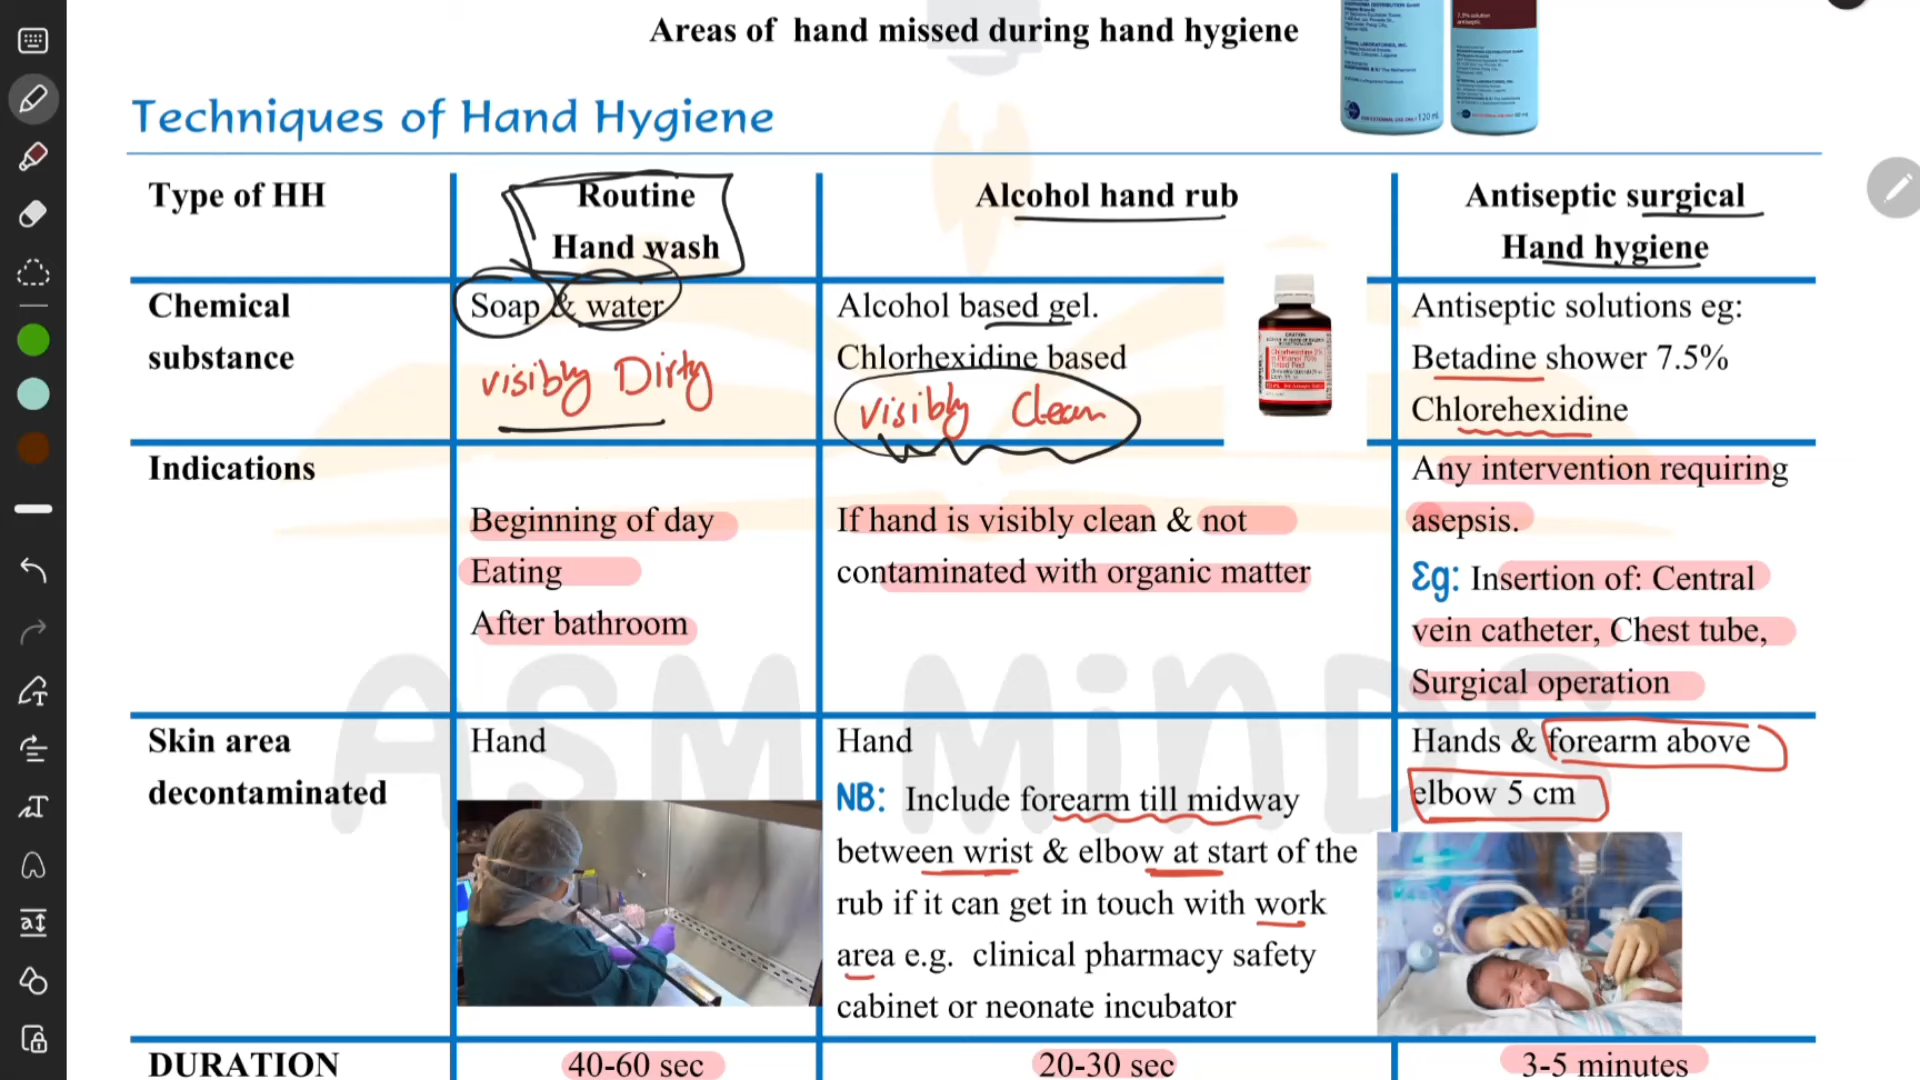 Areas of hand missed during hand hygiene
Techniques of Hand Hygiene
Type of HH
Routine
Hand wash
Alcohol hand rub
Antiseptic surgical
Hand hygiene
Chemical
substance
Soap & water
visibly Dirty
Alcohol based gel.
Chlorhexidine based
visibly clean
Antiseptic solutions eg:
Betadine shower 7.5%
Chlorehexidine
Indications
Beginning of day
Eating
After bathroom
If hand is visibly clean & not
contaminated with organic matter
Any intervention requiring
asepsis.
Eg: Insertion of: Central
vein catheter, Chest tube,
Surgical operation
ASM MiNDS
Skin area
decontaminated
Hand
Hand
NB: Include forearm till midway
between wrist & elbow at start of the
rub if it can get in touch with work
area e.g. clinical pharmacy safety
cabinet or neonate incubator
Hands & forearm above
elbow 5 cm
DURATION
40-60 sec
20-30 sec
3-5 minutes